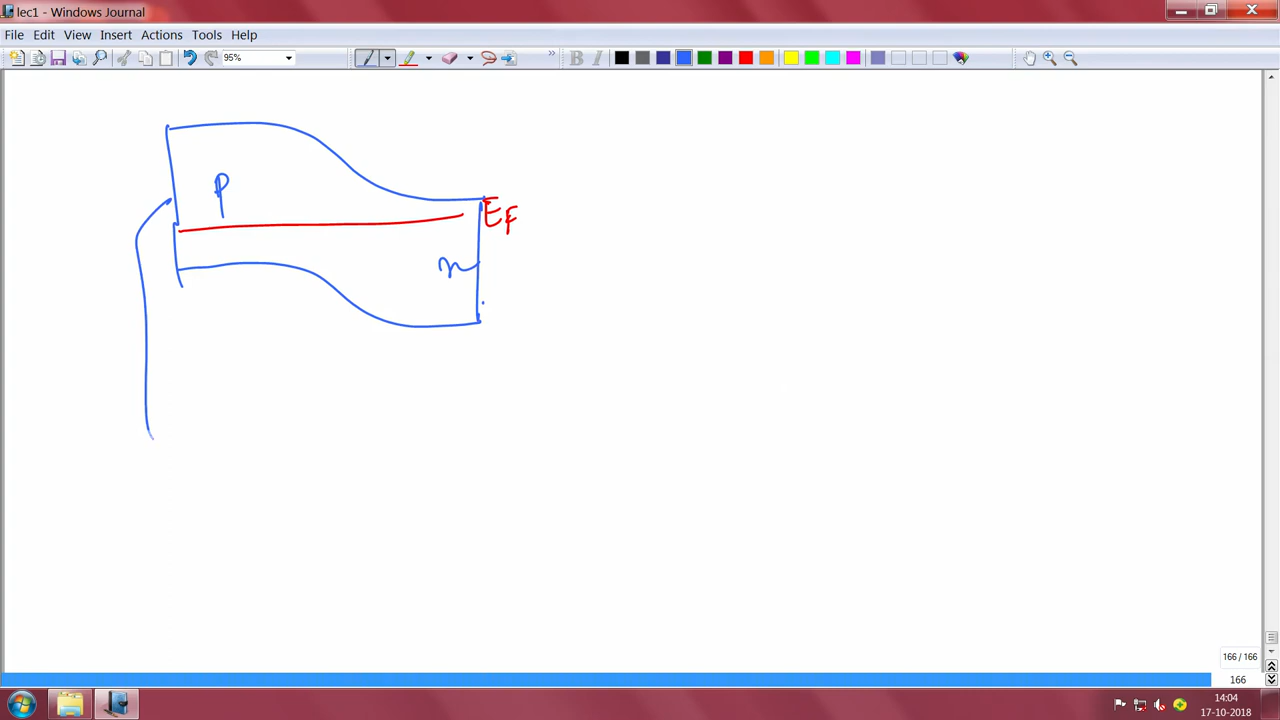 lec1 - Windows Journal
File Edit View Insert Actions Tools Help
95%
B I
P
EF
n
166 / 166
166
14:04
17-10-2018